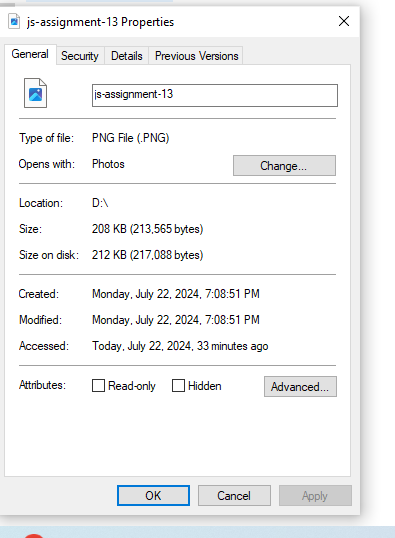 js-assignment-13 Properties
General Security Details Previous Versions
js-assignment-13
Type of file: PNG File (.PNG)
Opens with: Photos Change...
Location: D:\
Size: 208 KB (213,565 bytes)
Size on disk: 212 KB (217,088 bytes)
Created: Monday, July 22, 2024, 7:08:51 PM
Modified: Monday, July 22, 2024, 7:08:51 PM
Accessed: Today, July 22, 2024, 33 minutes ago
Attributes: Read-only Hidden Advanced...
OK Cancel Apply